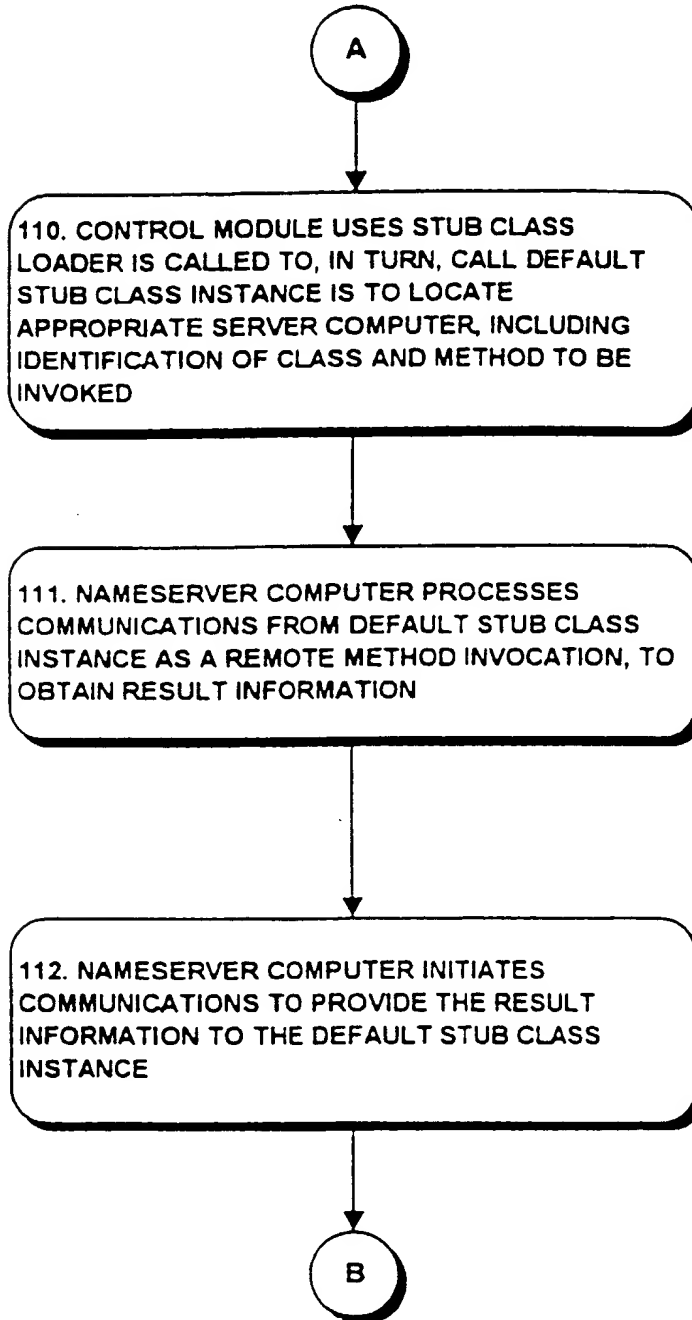 A
110. CONTROL MODULE USES STUB CLASS
LOADER IS CALLED TO, IN TURN, CALL DEFAULT
STUB CLASS INSTANCE IS TO LOCATE
APPROPRIATE SERVER COMPUTER, INCLUDING
IDENTIFICATION OF CLASS AND METHOD TO BE
INVOKED
111. NAMESERVER COMPUTER PROCESSES
COMMUNICATIONS FROM DEFAULT STUB CLASS
INSTANCE AS A REMOTE METHOD INVOCATION, TO
OBTAIN RESULT INFORMATION
112. NAMESERVER COMPUTER INITIATES
COMMUNICATIONS TO PROVIDE THE RESULT
INFORMATION TO THE DEFAULT STUB CLASS
INSTANCE
B